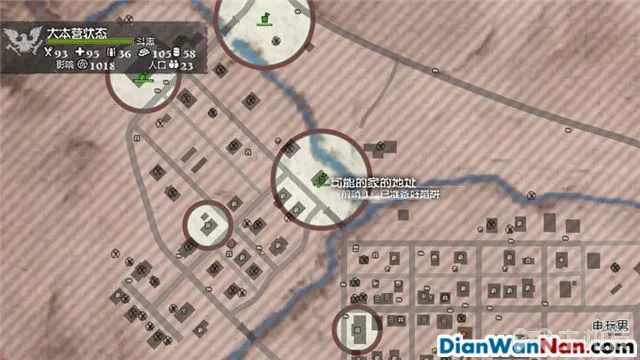 大本营状态
斗志
93 95 36 105 58
影响 1018 人口 23
可能的家的地址
前哨 1: 已准备好陷阱
电玩男
DianWanNan.com